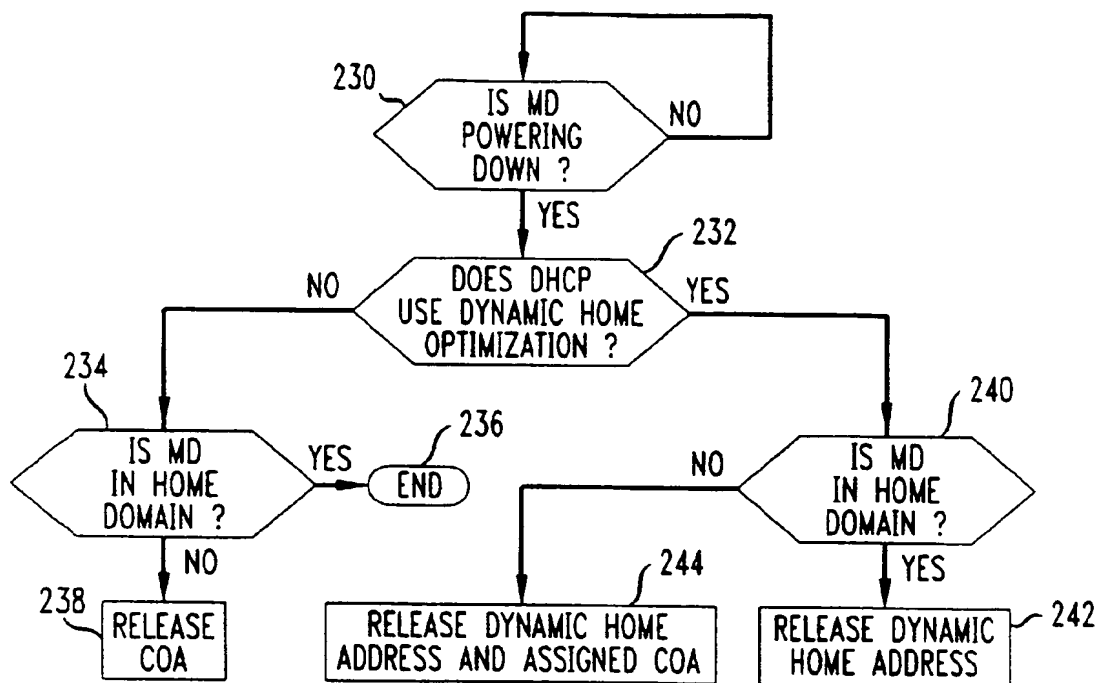 230
IS MD
POWERING
DOWN ?
NO
YES
232
DOES DHCP
USE DYNAMIC HOME
OPTIMIZATION ?
NO
YES
234
IS MD
IN HOME
DOMAIN ?
YES
236
END
NO
238
RELEASE
COA
240
IS MD
IN HOME
DOMAIN ?
NO
YES
244
RELEASE DYNAMIC HOME
ADDRESS AND ASSIGNED COA
242
RELEASE DYNAMIC
HOME ADDRESS